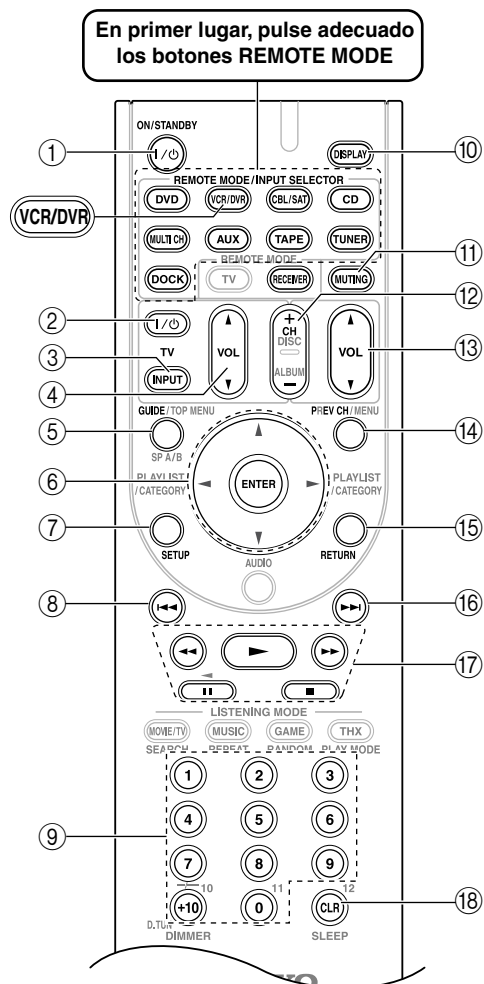 En primer lugar, pulse adecuado
los botones REMOTE MODE
ON/STANDBY
1
I/
10
DISPLAY
REMOTE MODE/INPUT SELECTOR
DVD VCR/DVR CBL/SAT CD
VCR/DVR
MULTI CH AUX TAPE TUNER
11
REMOTE MODE
DOCK TV RECEIVER MUTING
12
2
I/
+
CH
DISC
13
TV VOL VOL
3
INPUT
ALBUM
4
−
GUIDE/TOP MENU PREV CH/MENU
5
14
SP A/B
6
PLAYLIST
/CATEGORY
ENTER
PLAYLIST
/CATEGORY
7
15
SETUP RETURN
AUDIO
8
16
17
LISTENING MODE
MOVIE/TV MUSIC GAME THX
SEARCH REPEAT RANDOM PLAY MODE
1 2 3
9
4 5 6
7 8 9
10 11 12
+10 0 CLR
18
D.TUN
DIMMER SLEEP